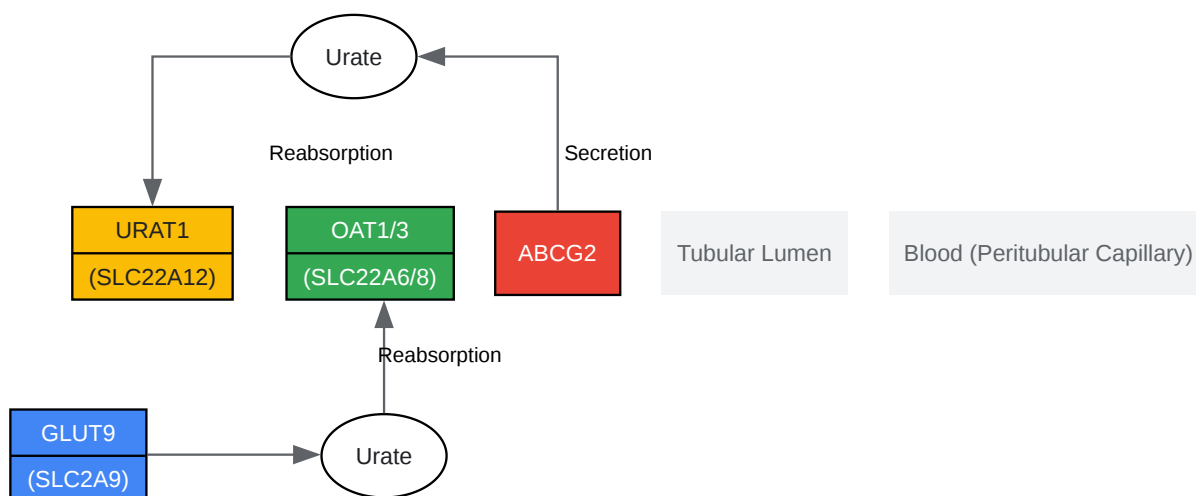 Urate
Reabsorption
Secretion
URAT1
(SLC22A12)
OAT1/3
(SLC22A6/8)
ABCG2
Tubular Lumen
Blood (Peritubular Capillary)
Reabsorption
GLUT9
(SLC2A9)
Urate